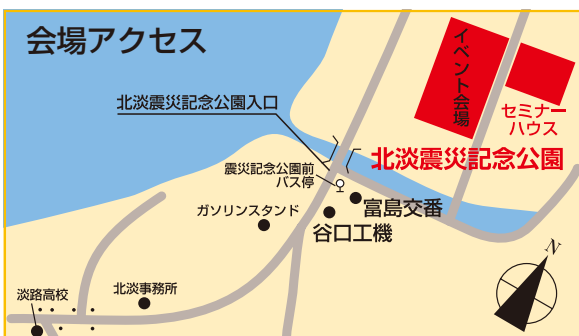 会場アクセス
イベント会場
セミナー
ハウス
北淡震災記念公園入口
北淡震災記念公園
震災記念公園前
バス停
富島交番
ガソリンスタンド
谷口工機
N
北淡事務所
淡路高校